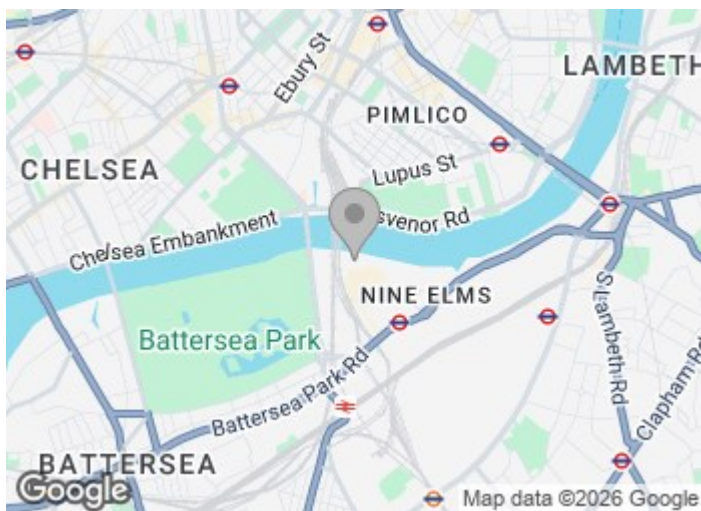 Ebury St
LAMBETH
PIMLICO
CHELSEA
Lupus St
svenor Rd
Chelsea Embankment
NINE ELMS
S Lambeth Rd
Battersea Park
Battersea Park Rd
Clapham Rd
BATTERSEA
Google
Map data ©2026 Google